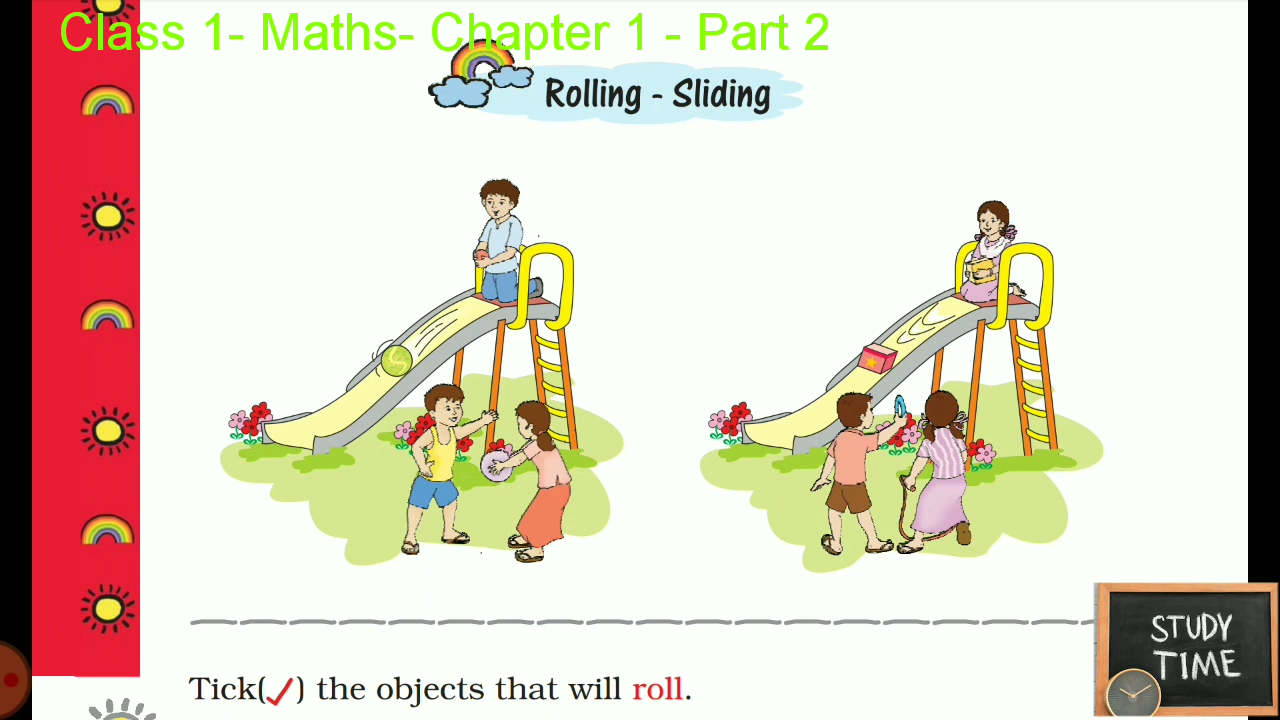 Class 1- Maths- Chapter 1 - Part 2
Rolling - Sliding
Tick(✓) the objects that will roll.
STUDY
TIME